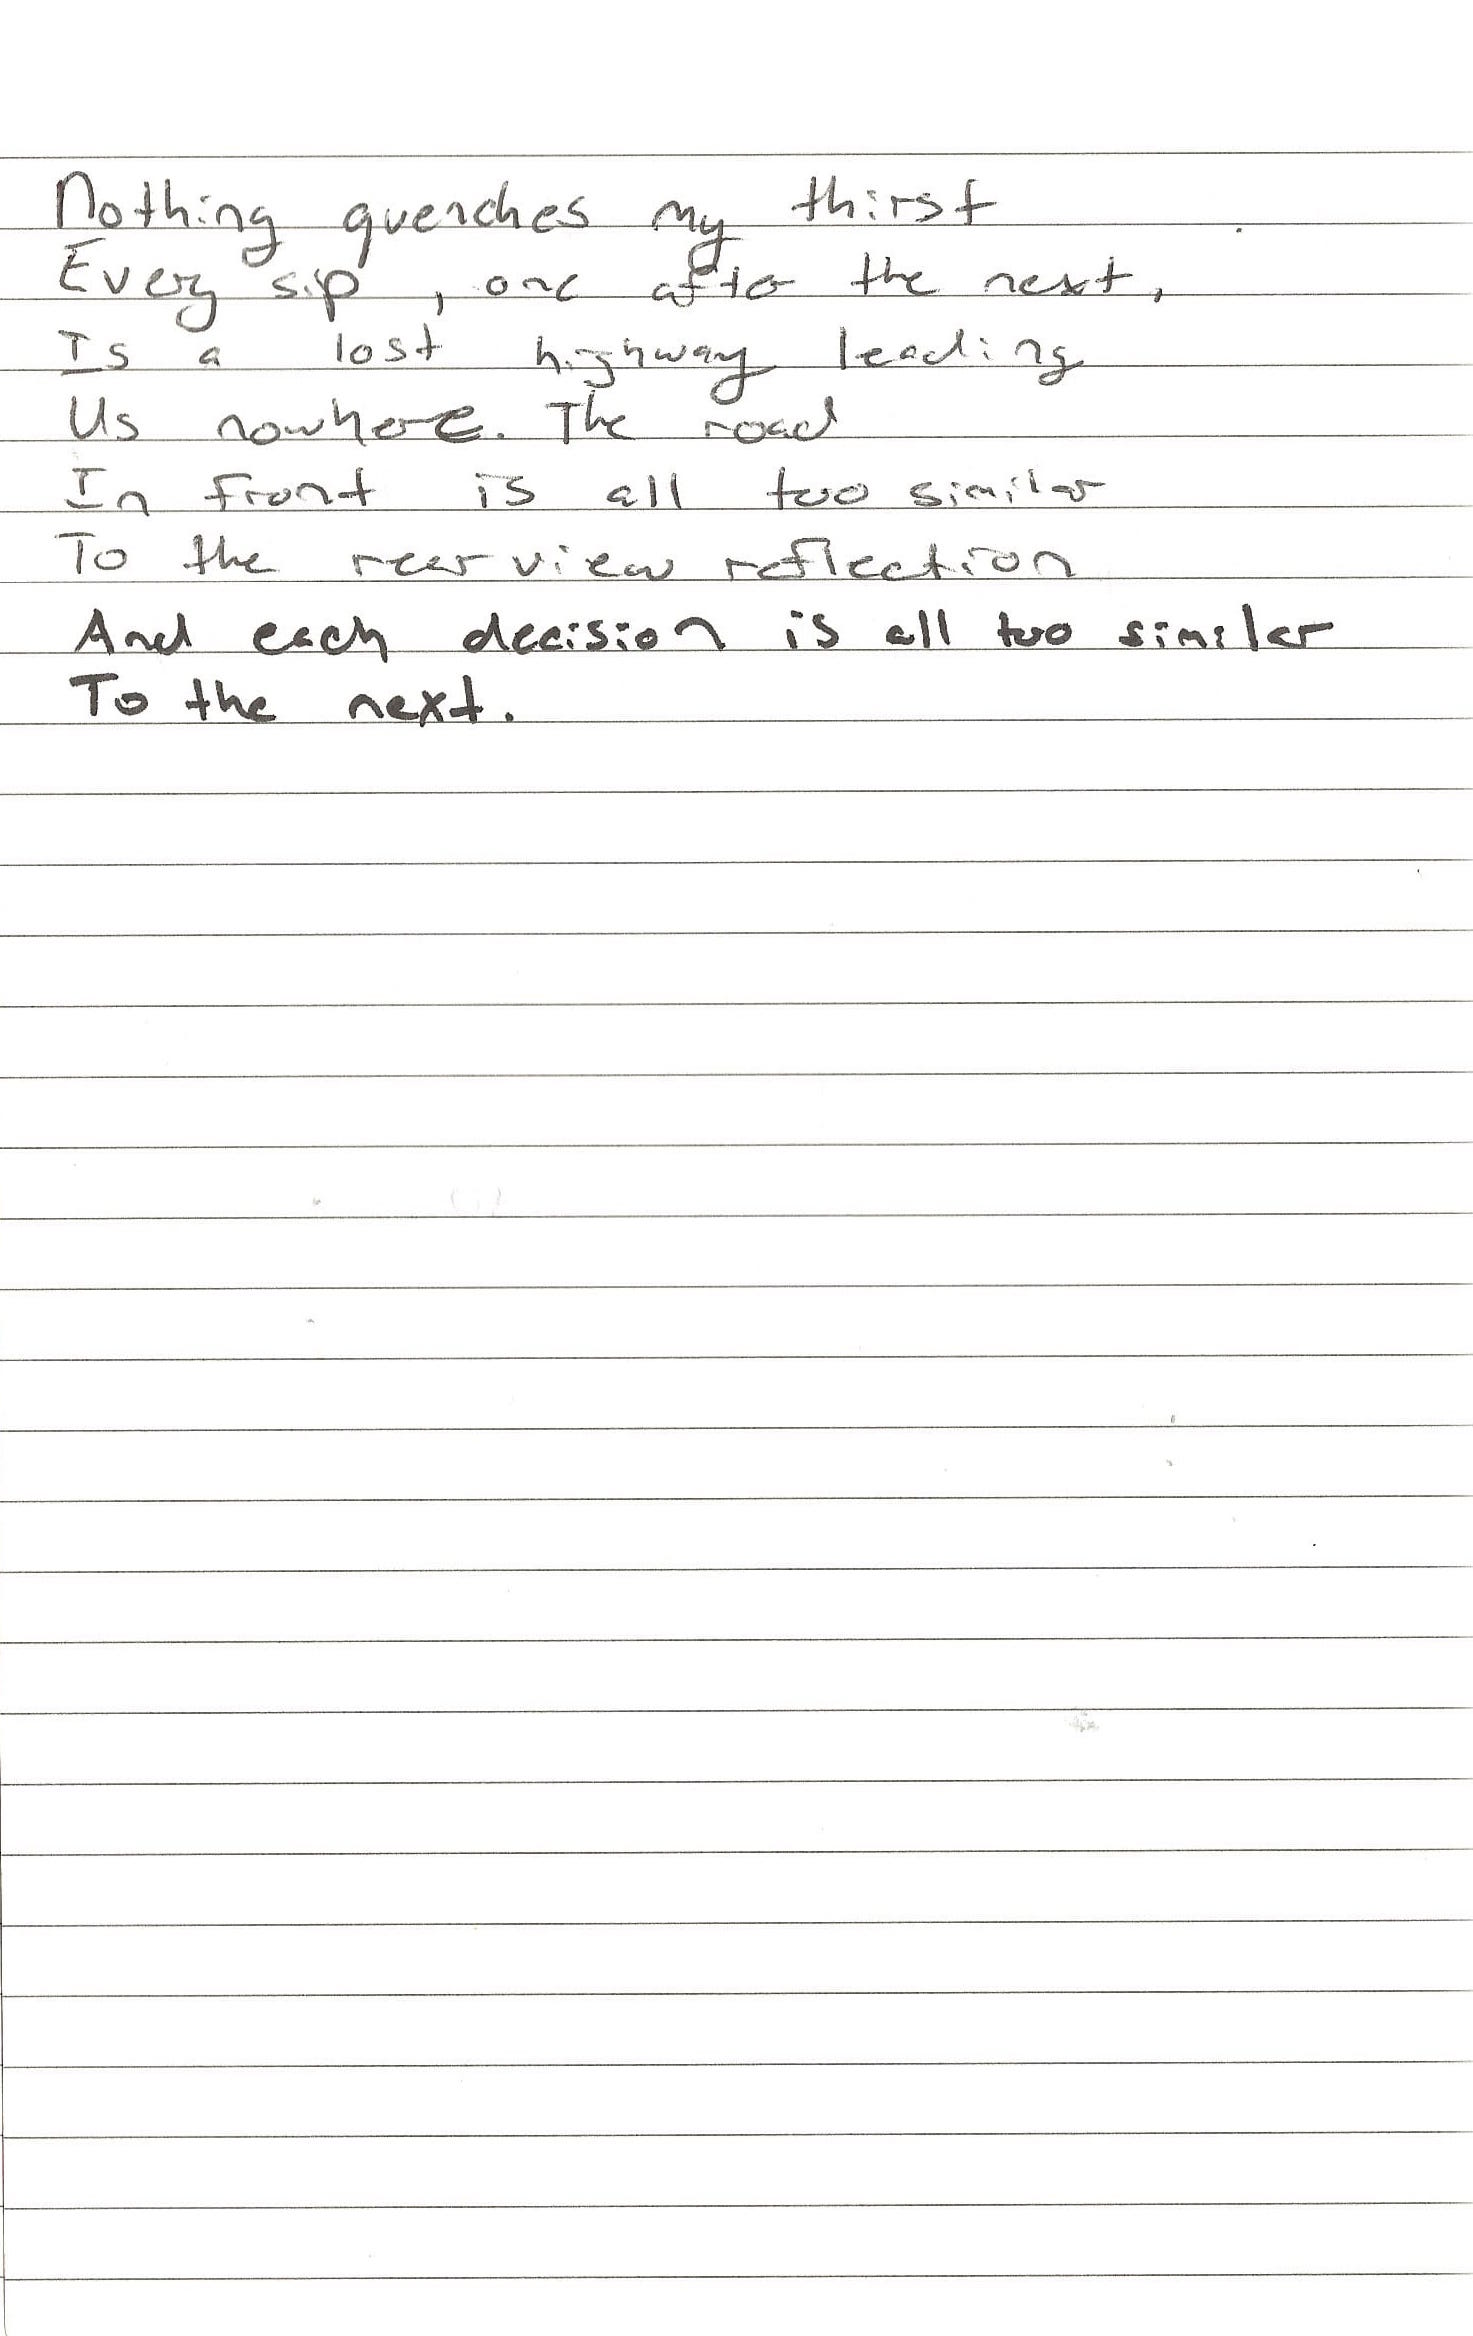 Nothing quenches my thirst
Every sip, one after the next,
Is a lost highway leading
Us nowhere. The road
In front is all too similar
To the rear view reflection
And each decision is all too similar
To the next.